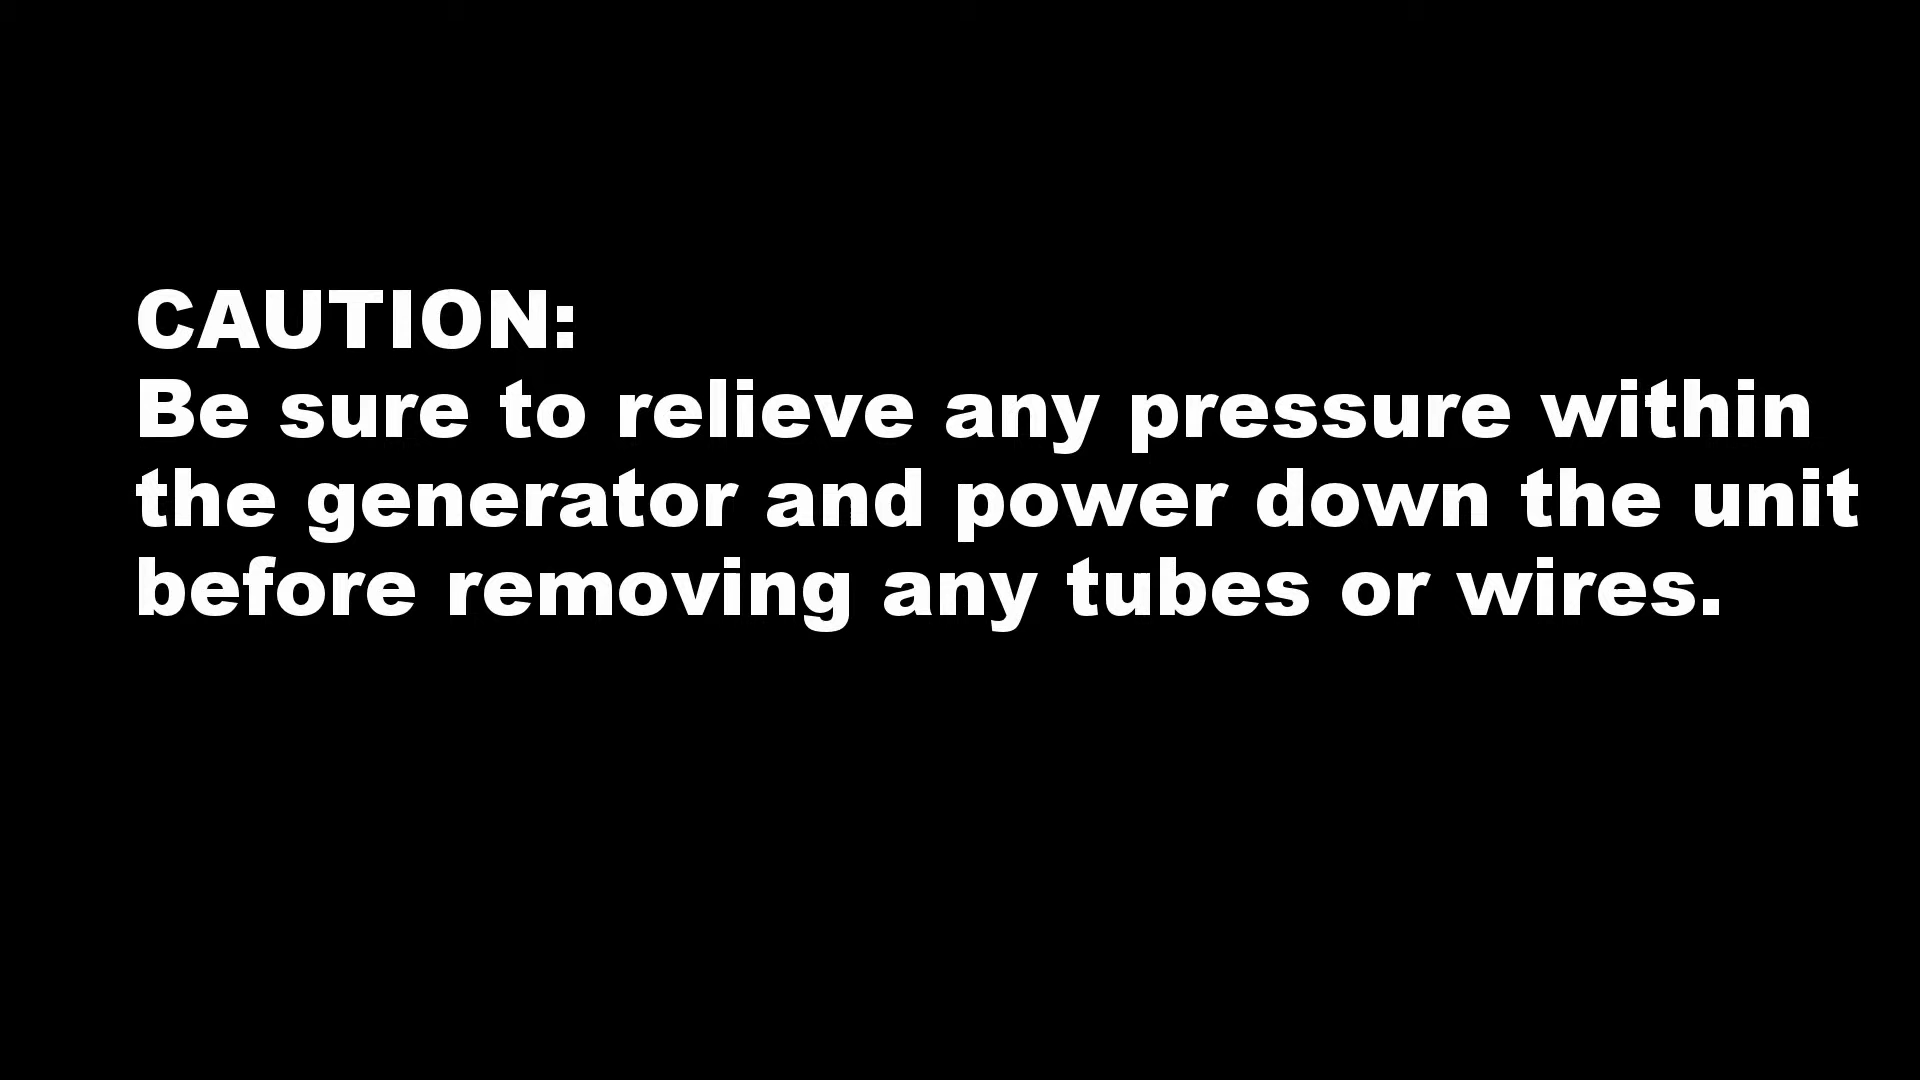 CAUTION:
Be sure to relieve any pressure within
the generator and power down the unit
before removing any tubes or wires.